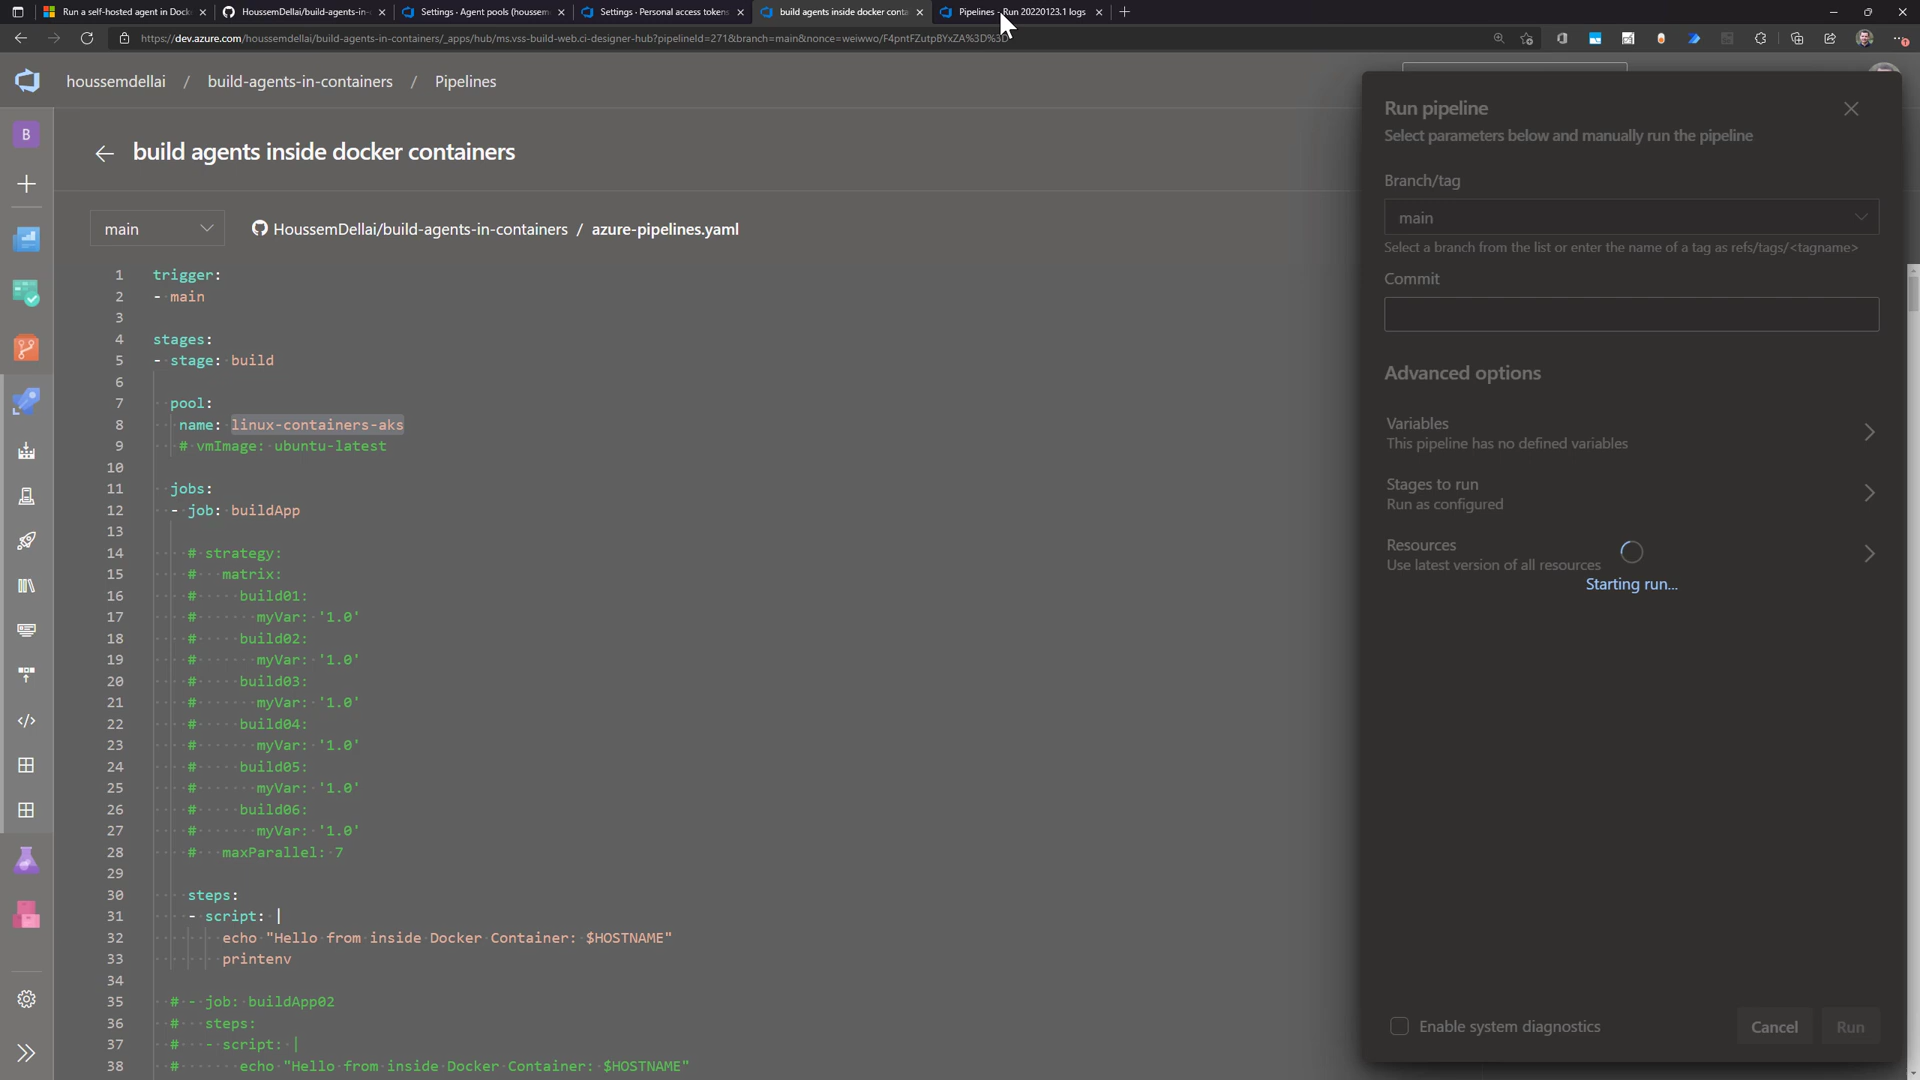 Run a self-hosted agent in Dock
HoussemDellai/build-agents-in-
Settings - Agent pools (houssem
Settings - Personal access tokens
build agents inside docker conta
Pipelines - Run 20220123.1 logs
https://dev.azure.com/houssemdellai/build-agents-in-containers/_apps/hub/ms.vss-build-web.ci-designer-hub?pipelineId=271&branch=main&nonce=weiwwo/F4pntFZutpBYxZA%3D%3D
houssemdellai / build-agents-in-containers / Pipelines
B
build agents inside docker containers
main
HoussemDellai/build-agents-in-containers / azure-pipelines.yaml
1 trigger:
2 - main
3
4 stages:
5 - stage: build
6
7 pool:
8 name: linux-containers-aks
9 # vmImage: ubuntu-latest
10
11 jobs:
12 - job: buildApp
13
14 # strategy:
15 # matrix:
16 # build01:
17 # myVar: '1.0'
18 # build02:
19 # myVar: '1.0'
20 # build03:
21 # myVar: '1.0'
22 # build04:
23 # myVar: '1.0'
24 # build05:
25 # myVar: '1.0'
26 # build06:
27 # myVar: '1.0'
28 # maxParallel: 7
29
30 steps:
31 - script: |
32 echo "Hello from inside Docker Container: $HOSTNAME"
33 printenv
34
35 # - job: buildApp02
36 # steps:
37 # - script: |
38 # echo "Hello from inside Docker Container: $HOSTNAME"
Run pipeline
Select parameters below and manually run the pipeline
Branch/tag
main
Select a branch from the list or enter the name of a tag as refs/tags/<tagname>
Commit
Advanced options
Variables
This pipeline has no defined variables
Stages to run
Run as configured
Resources
Use latest version of all resources
Starting run...
Enable system diagnostics
Cancel
Run